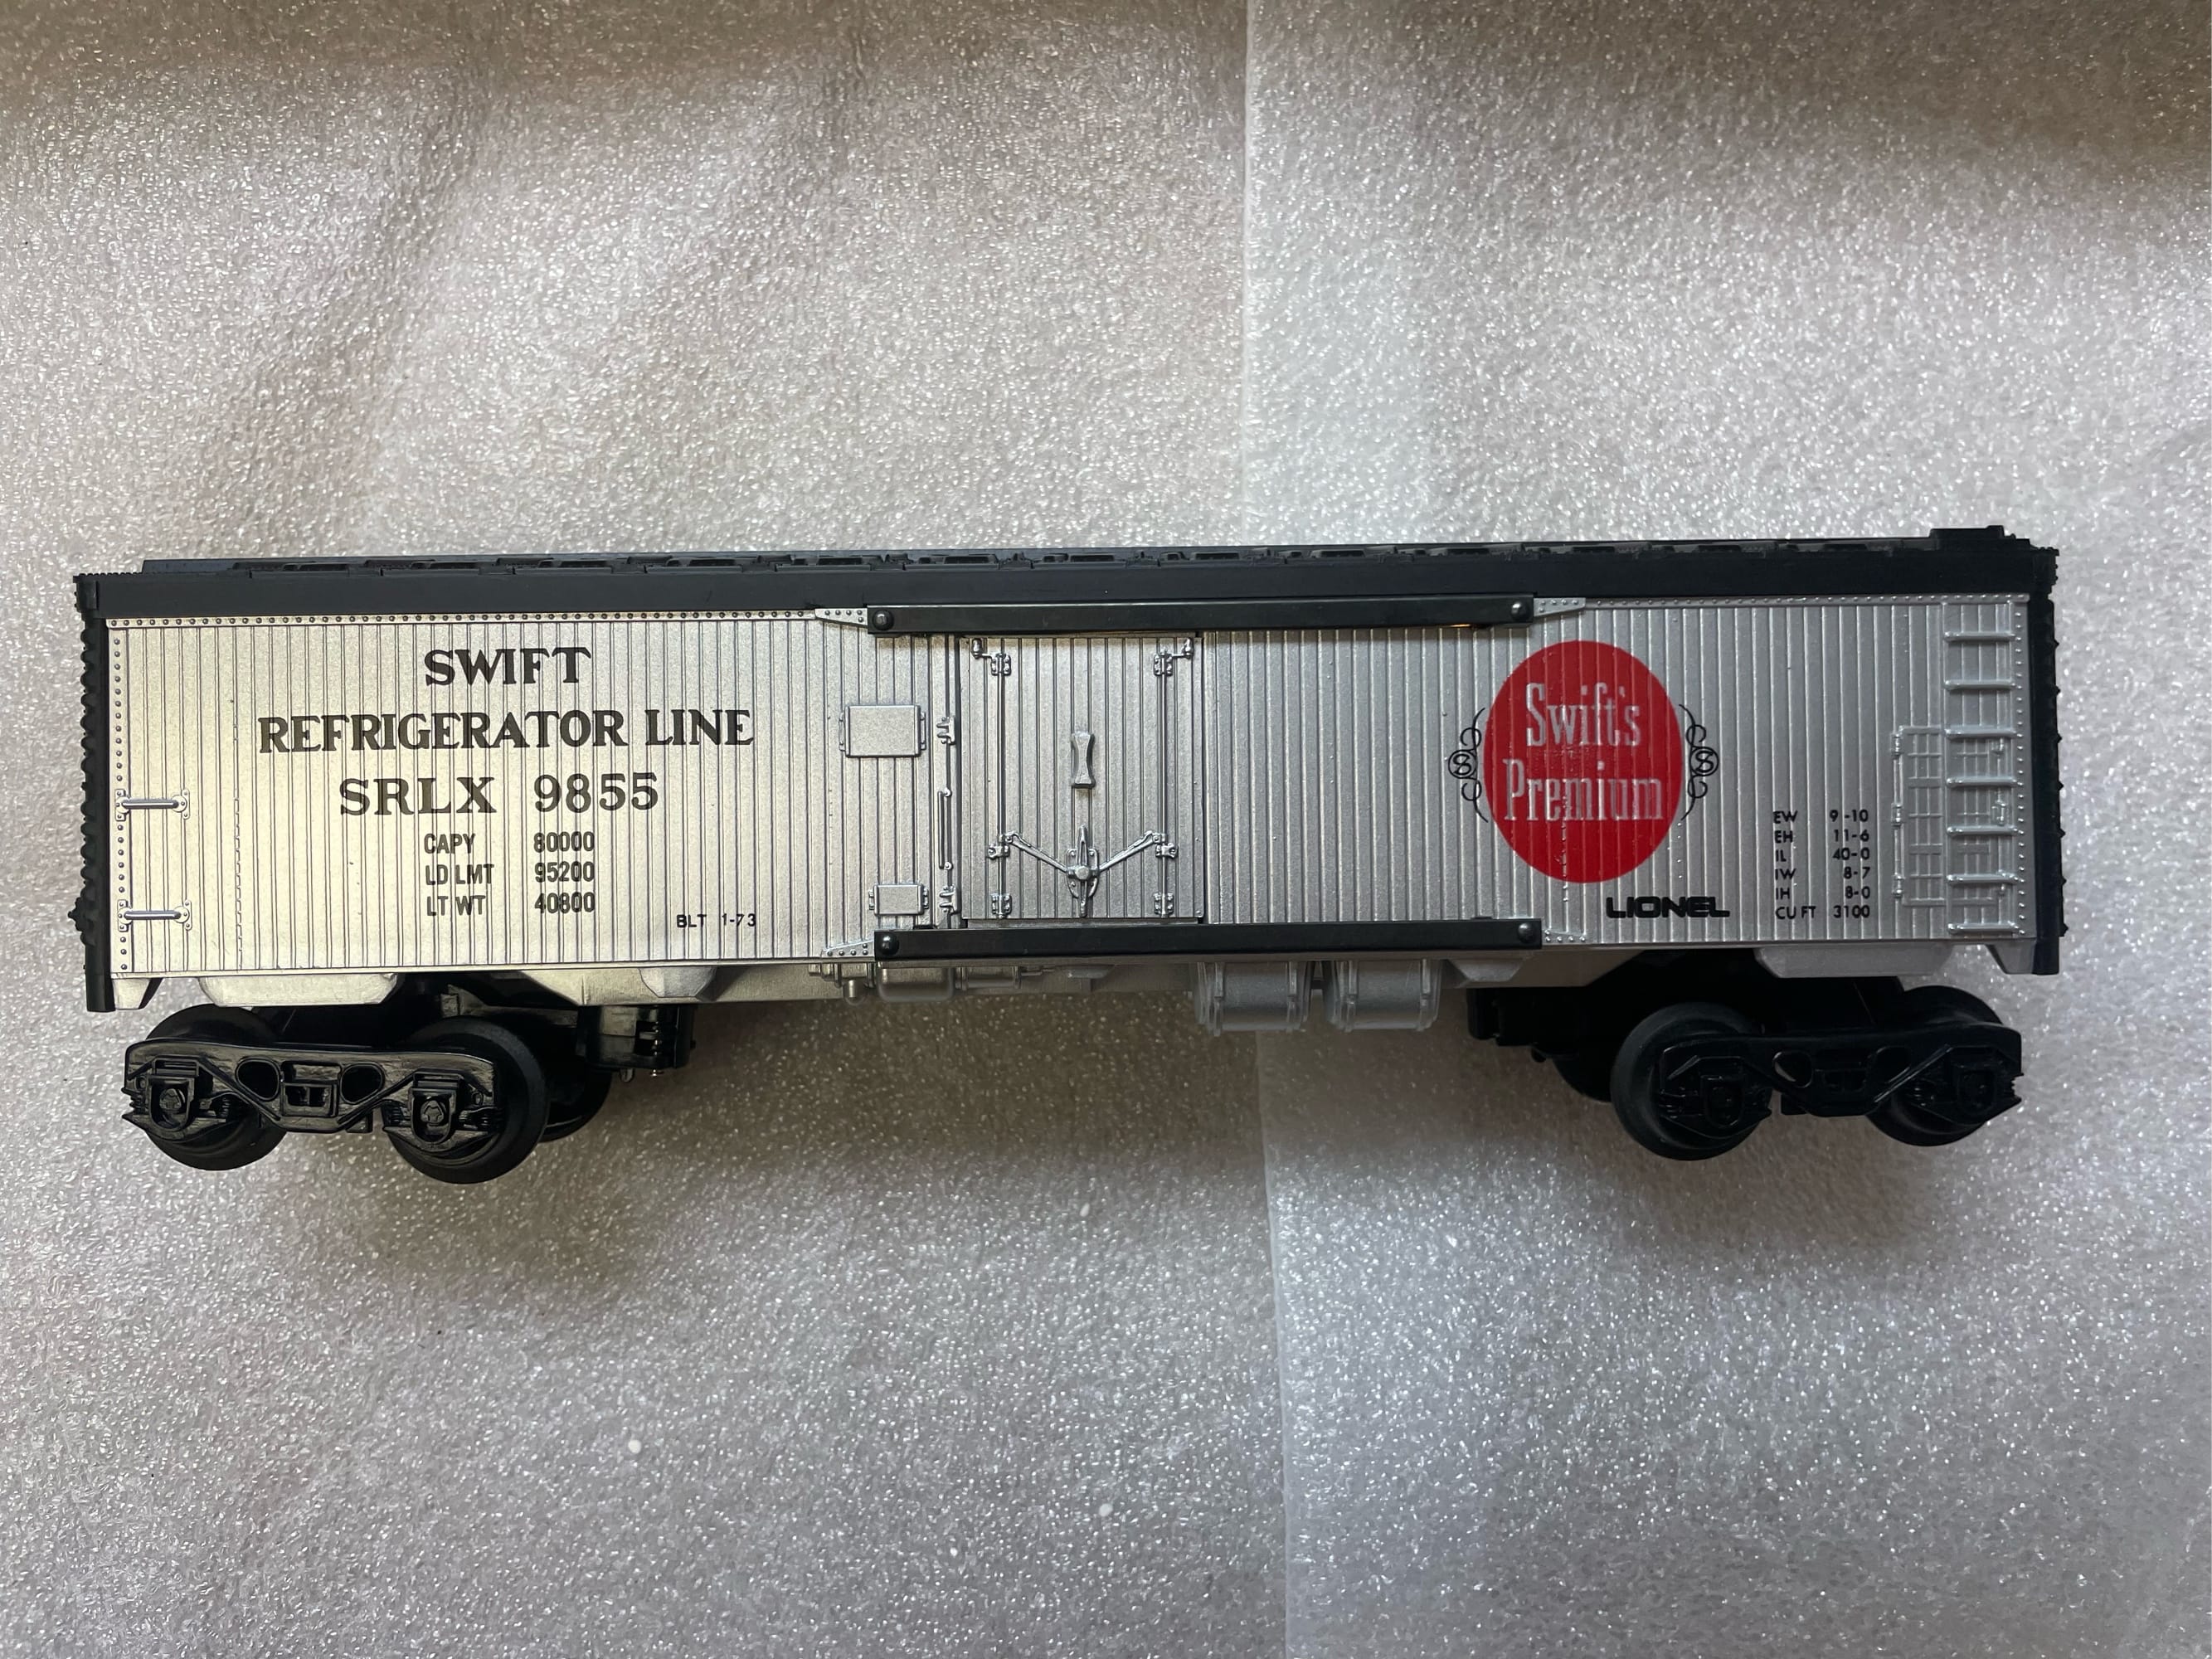 SWIFT
REFRIGERATOR LINE
SRLX 9855
CAPY 80000
LD LMT 95200
LT WT 40800
BLT 1-73
Swift's
Premium
S S
LIONEL
EW 9-10
EH 11-6
IL 40-0
IW 8-7
IH 8-0
CU FT 3100